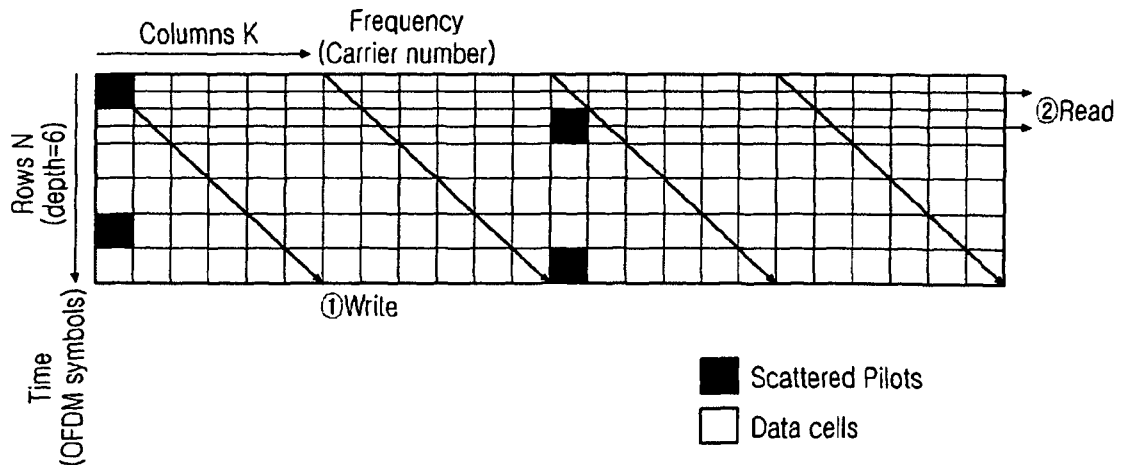 Columns K
Frequency
(Carrier number)
②Read
Rows N
(depth=6)
①Write
Time
(OFDM symbols)
Scattered Pilots
Data cells